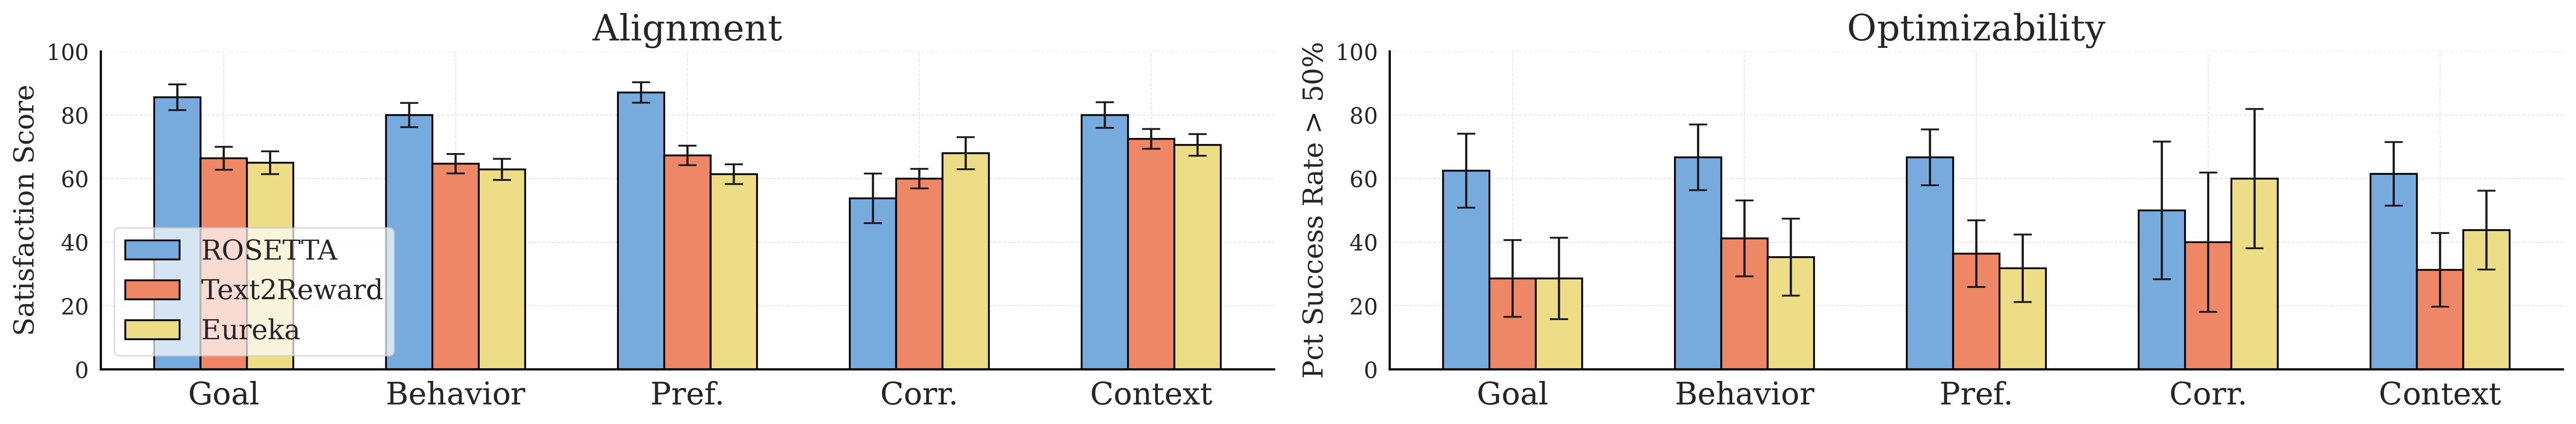 Alignment
Satisfaction Score
100
80
60
40
20
0
ROSETTA
Text2Reward
Eureka
Goal Behavior Pref. Corr. Context
Optimizability
Pct Success Rate > 50%
100
80
60
40
20
0
Goal Behavior Pref. Corr. Context